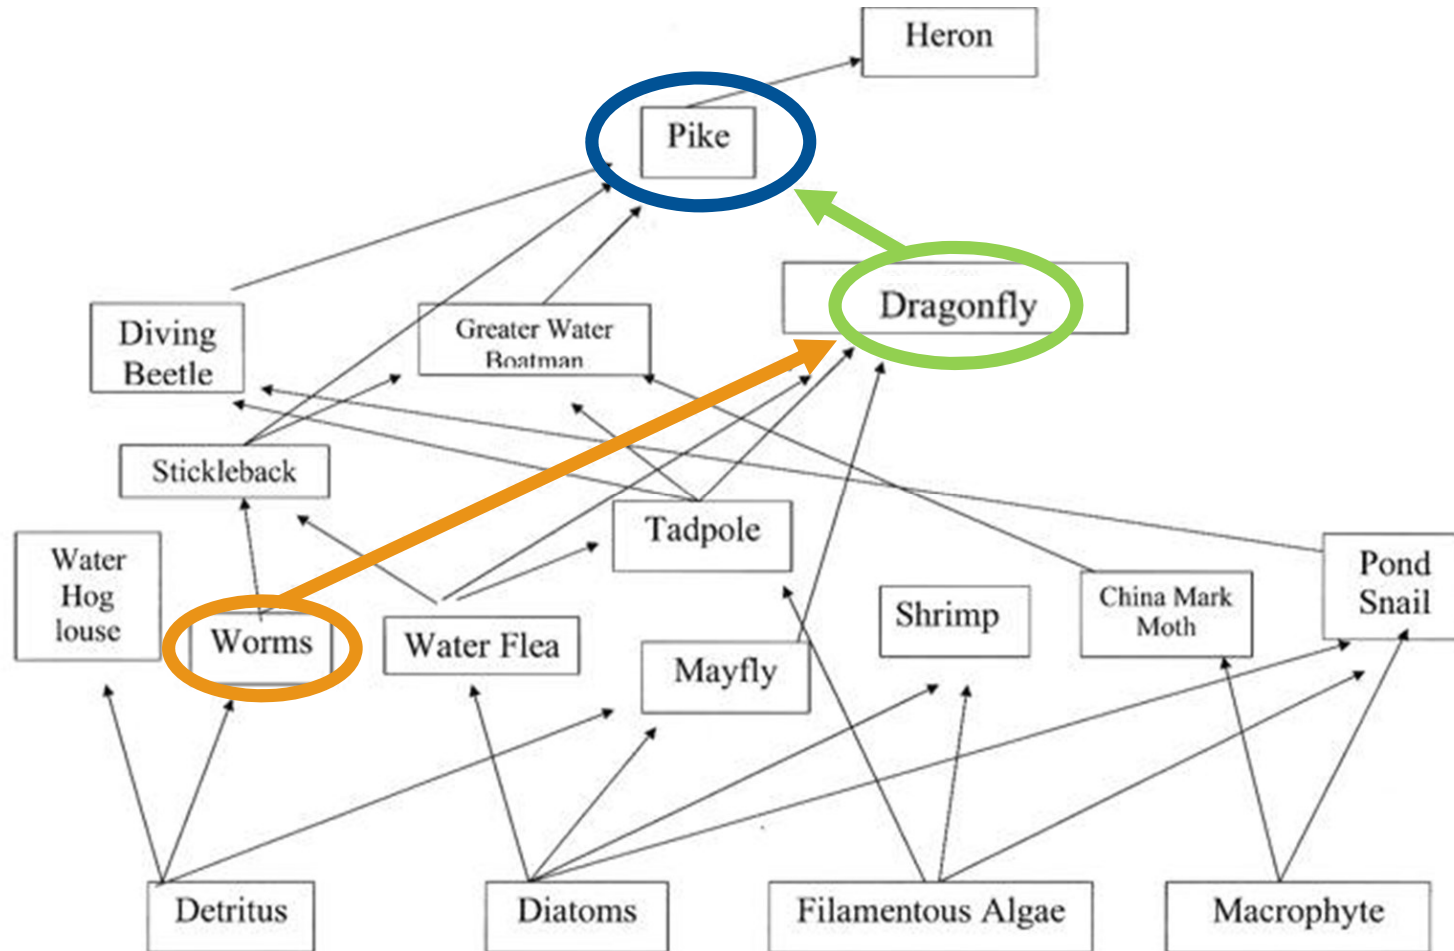 Heron
Pike
Dragonfly
Diving
Beetle
Greater Water
Boatman
Stickleback
Tadpole
Water
Hog
louse
Worms
Water Flea
Mayfly
Shrimp
China Mark
Moth
Pond
Snail
Detritus
Diatoms
Filamentous Algae
Macrophyte